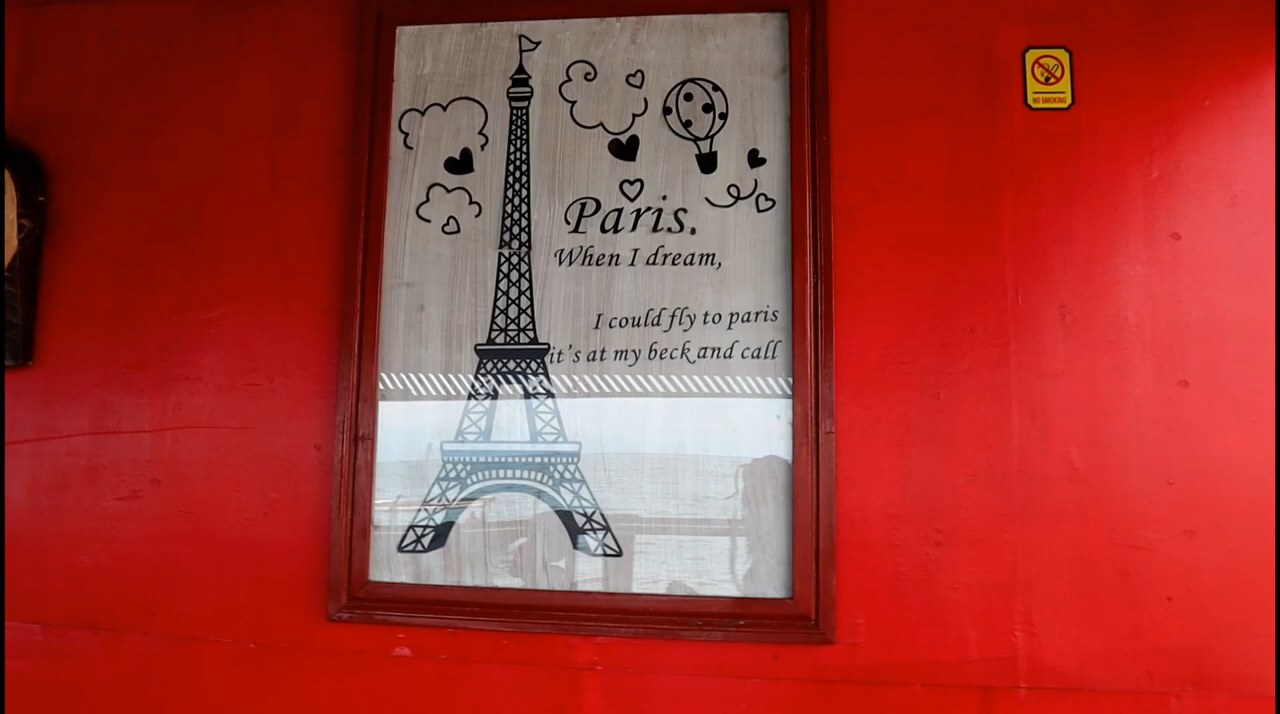 Paris.
When I dream,
I could fly to paris
it's at my beck and call
NO SMOKING